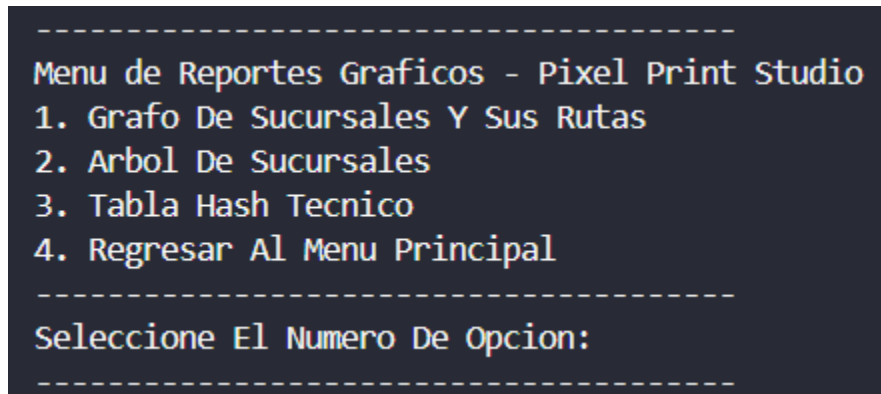 ---------------------------------------
Menu de Reportes Graficos - Pixel Print Studio
1. Grafo De Sucursales Y Sus Rutas
2. Arbol De Sucursales
3. Tabla Hash Tecnico
4. Regresar Al Menu Principal
---------------------------------------
Seleccione El Numero De Opcion:
---------------------------------------